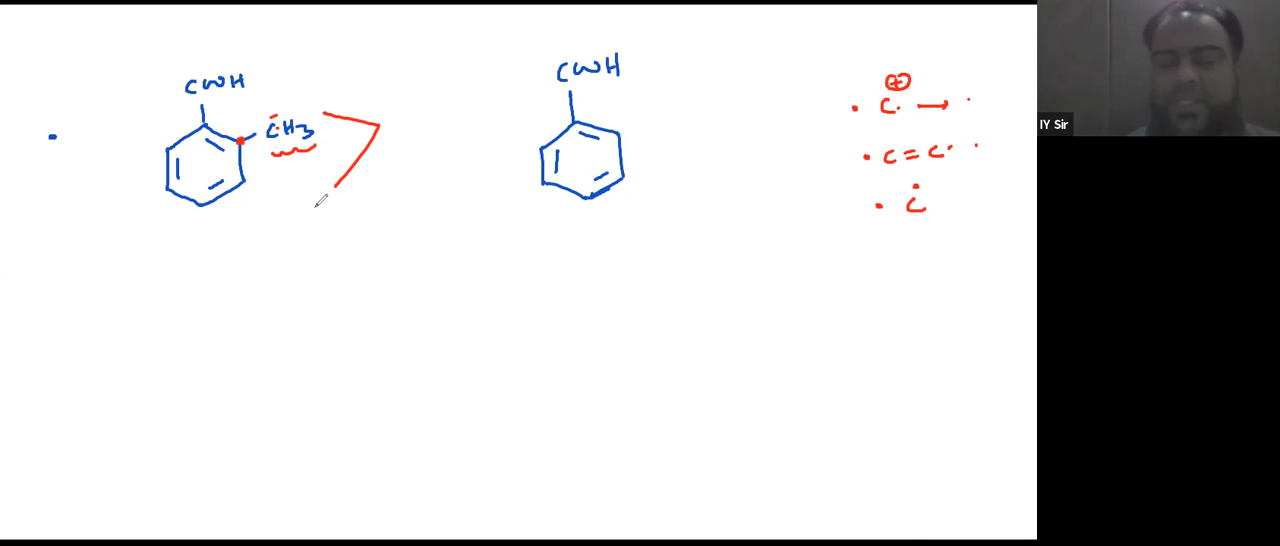 COOH
CH3
COOH
⊕
C →
C = C
C
IY Sir